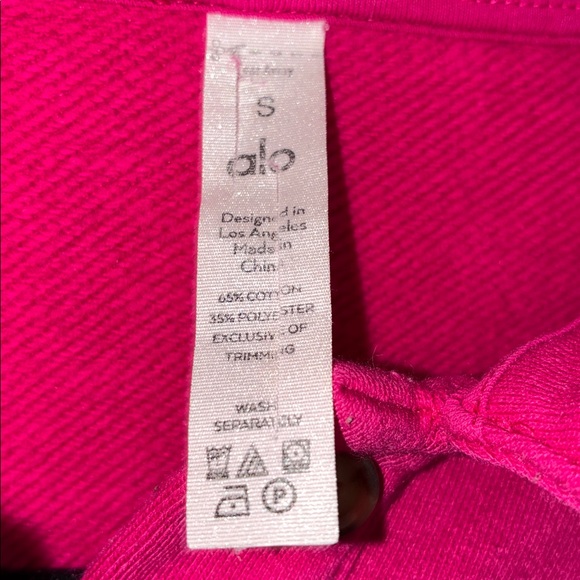 S
alo
Designed in
Los Angeles
Made in
China
65% COTTON
35% POLYESTER
EXCLUSIVE OF
TRIMMING
WASH
SEPARATELY
P